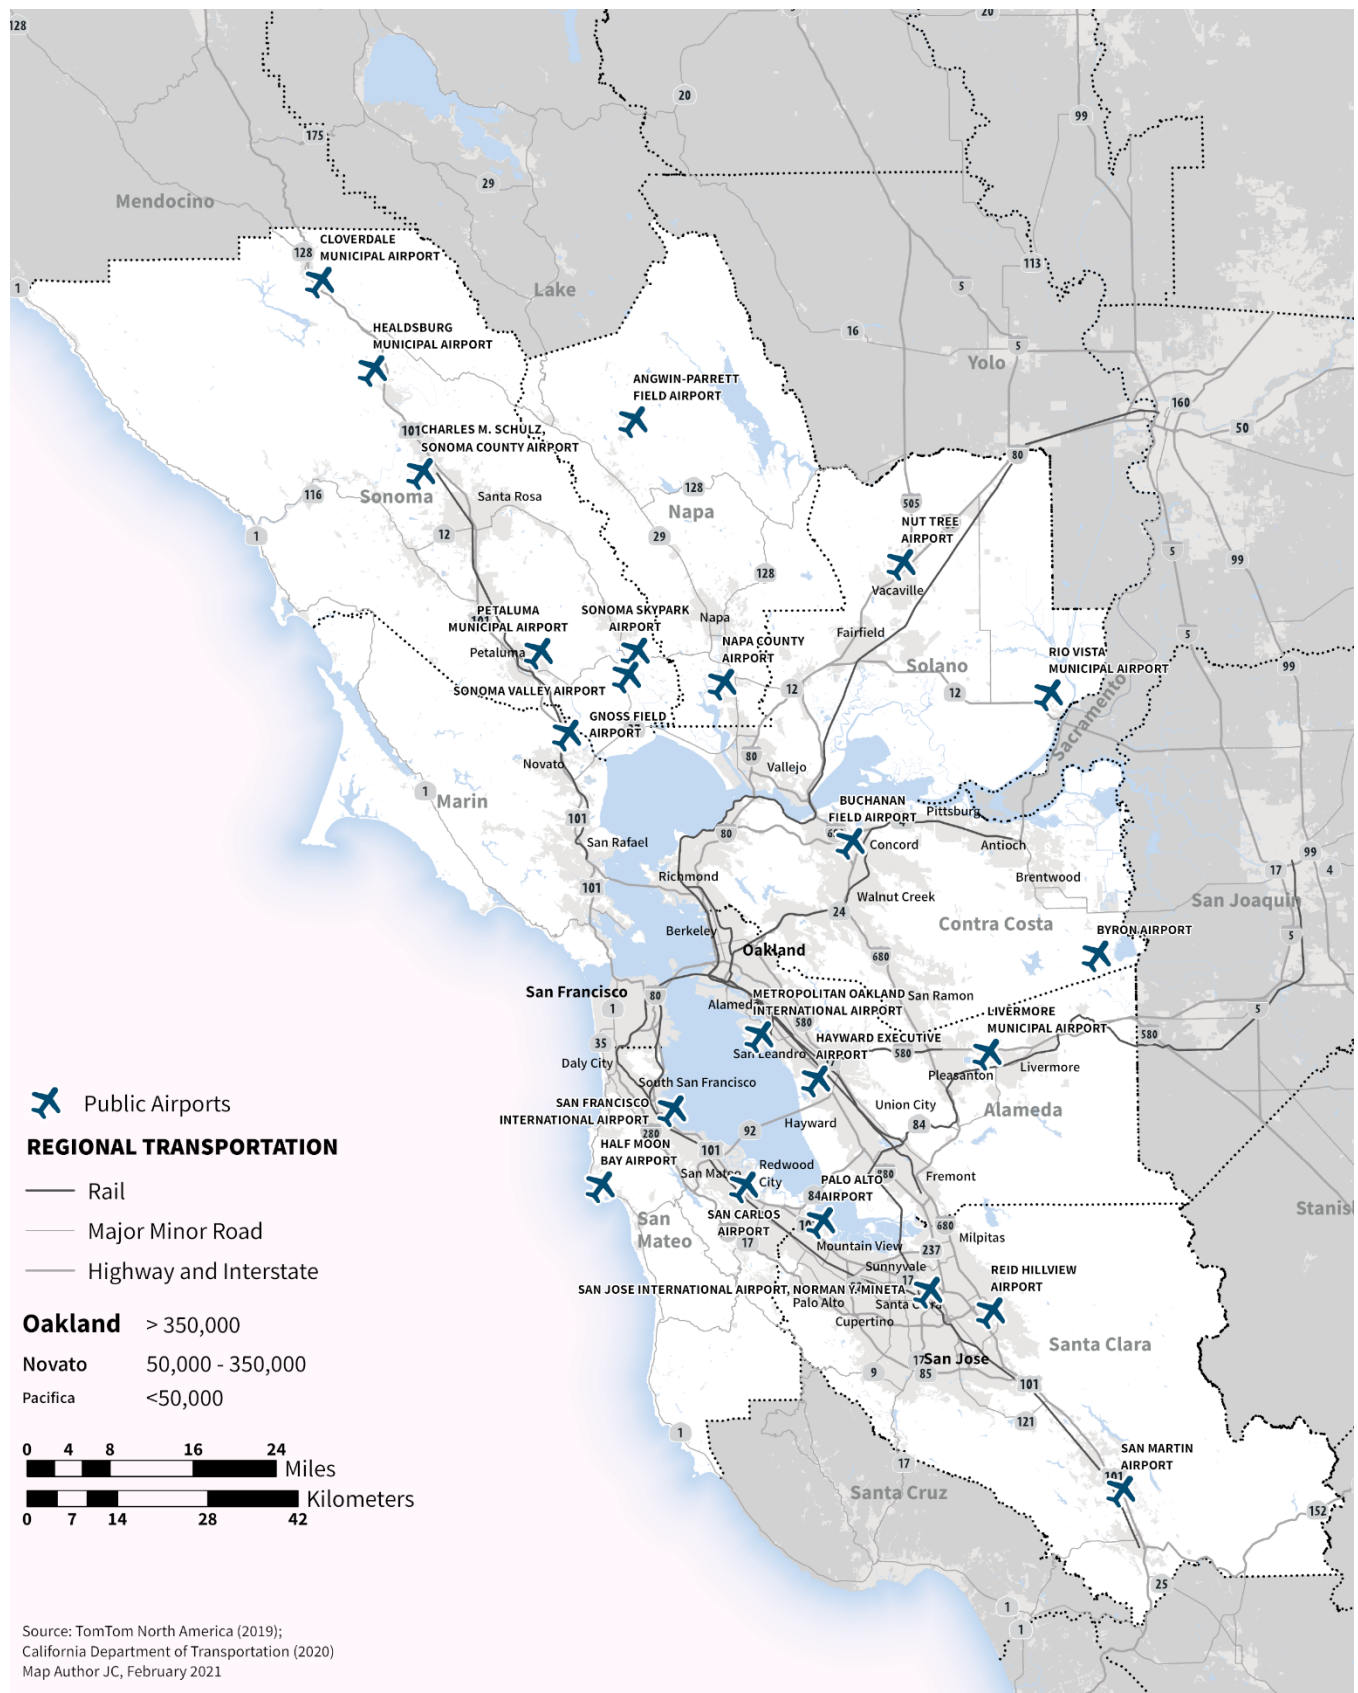 128
20
20
99
175
29
Mendocino
CLOVERDALE
MUNICIPAL AIRPORT
128
113
1
Lake
5
HEALDSBURG
MUNICIPAL AIRPORT
16
5
Yolo
ANGWIN-PARRETT
FIELD AIRPORT
160
50
101
CHARLES M. SCHULZ,
SONOMA COUNTY AIRPORT
80
116
Sonoma
Santa Rosa
128
Napa
505
NUT TREE
AIRPORT
1
12
29
5
99
128
Vacaville
PETALUMA
MUNICIPAL AIRPORT
101
SONOMA SKYPARK
AIRPORT
Napa
Fairfield
5
Petaluma
NAPA COUNTY
AIRPORT
Solano
RIO VISTA
MUNICIPAL AIRPORT
99
SONOMA VALLEY AIRPORT
12
12
Sacramento
GNOSS FIELD
AIRPORT
37
Novato
80
Vallejo
1
Marin
BUCHANAN
FIELD AIRPORT
Pittsburg
4
101
80
San Rafael
Concord
Antioch
99
17
4
Richmond
Brentwood
101
Walnut Creek
San Joaquin
24
Contra Costa
Berkeley
BYRON AIRPORT
5
Oakland
680
San Francisco
80
METROPOLITAN OAKLAND
INTERNATIONAL AIRPORT
San Ramon
1
Alameda
580
LIVERMORE
MUNICIPAL AIRPORT
5
35
HAYWARD EXECUTIVE
AIRPORT
580
San Leandro
580
Daly City
Pleasanton
Livermore
South San Francisco
SAN FRANCISCO
INTERNATIONAL AIRPORT
Union City
Alameda
280
92
Hayward
84
HALF MOON
BAY AIRPORT
101
San Mateo
Redwood
City
880
Fremont
PALO ALTO
AIRPORT
84
San
Mateo
SAN CARLOS
AIRPORT
17
101
680
Milpitas
Stanisl
Mountain View
237
Sunnyvale
17
REID HILLVIEW
AIRPORT
SAN JOSE INTERNATIONAL AIRPORT, NORMAN Y. MINETA
Palo Alto
Santa Clara
Cupertino
Santa Clara
17
San Jose
9
85
101
121
1
17
SAN MARTIN
AIRPORT
101
Santa Cruz
152
25
1
1
Public Airports
REGIONAL TRANSPORTATION
Rail
Major Minor Road
Highway and Interstate
Oakland > 350,000
Novato 50,000 - 350,000
Pacifica <50,000
0 4 8 16 24
Miles
Kilometers
0 7 14 28 42
Source: TomTom North America (2019);
California Department of Transportation (2020)
Map Author JC, February 2021